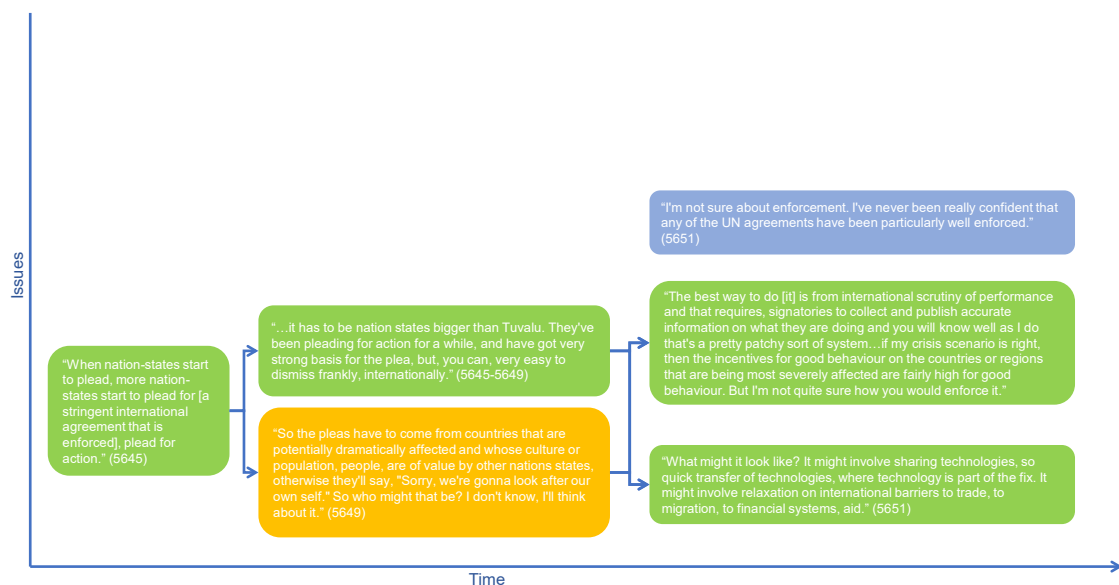 Issues
“When nation-states start
to plead, more nation-
states start to plead for [a
stringent international
agreement that is
enforced], plead for
action.” (5645)
“…it has to be nation states bigger than Tuvalu. They've
been pleading for action for a while, and have got very
strong basis for the plea, but, you can, very easy to
dismiss frankly, internationally.” (5645-5649)
“So the pleas have to come from countries that are
potentially dramatically affected and whose culture or
population, people, are of value by other nations states,
otherwise they'll say, "Sorry, we're gonna look after our
own self." So who might that be? I don't know, I'll think
about it.” (5649)
“I'm not sure about enforcement. I've never been really confident that
any of the UN agreements have been particularly well enforced.”
(5651)
“The best way to do [it] is from international scrutiny of performance
and that requires, signatories to collect and publish accurate
information on what they are doing and you will know well as I do
that's a pretty patchy sort of system…if my crisis scenario is right,
then the incentives for good behaviour on the countries or regions
that are being most severely affected are fairly high for good
behaviour. But I'm not quite sure how you would enforce it.”
“What might it look like? It might involve sharing technologies, so
quick transfer of technologies, where technology is part of the fix. It
might involve relaxation on international barriers to trade, to
migration, to financial systems, aid.” (5651)
Time